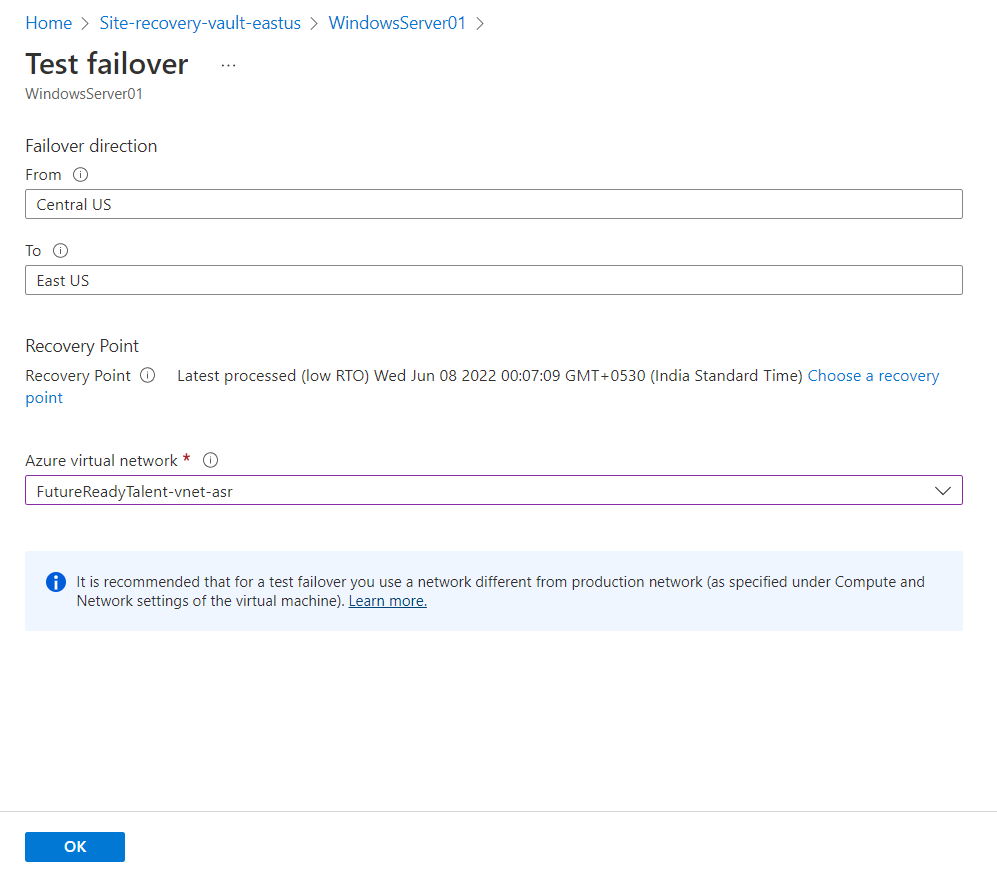 Home > Site-recovery-vault-eastus > WindowsServer01 >
Test failover ...
WindowsServer01
Failover direction
From
Central US
To
East US
Recovery Point
Recovery Point Latest processed (low RTO) Wed Jun 08 2022 00:07:09 GMT+0530 (India Standard Time) Choose a recovery
point
Azure virtual network *
FutureReadyTalent-vnet-asr
It is recommended that for a test failover you use a network different from production network (as specified under Compute and
Network settings of the virtual machine). Learn more.
OK